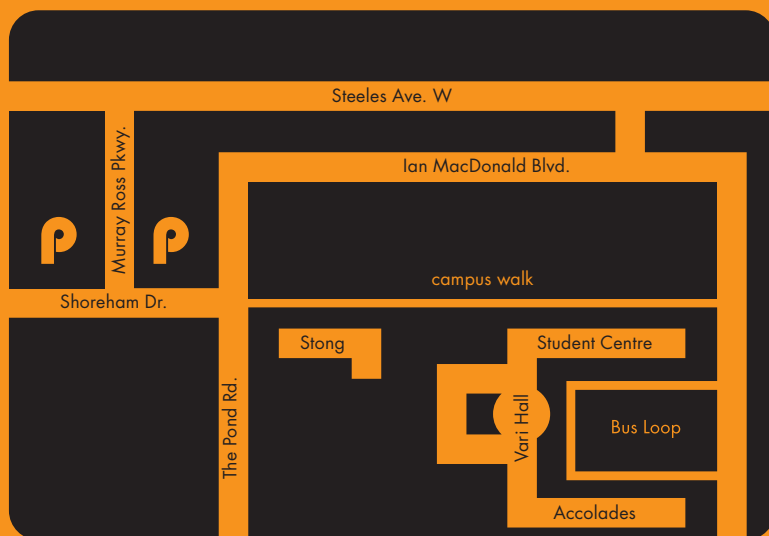 Steeles Ave. W
Murray Ross Pkwy.
Ian MacDonald Blvd.
P
P
campus walk
Shoreham Dr.
Stong
Student Centre
The Pond Rd.
Vari Hall
Bus Loop
Accolades